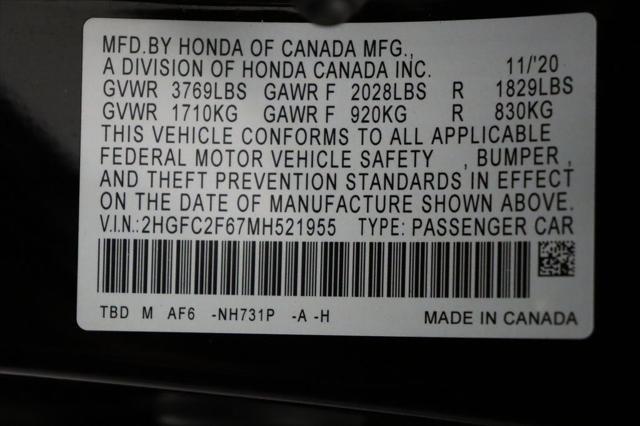 MFD.BY HONDA OF CANADA MFG.,
A DIVISION OF HONDA CANADA INC. 11/'20
GVWR 3769LBS GAWR F 2028LBS R 1829LBS
GVWR 1710KG GAWR F 920KG R 830KG
THIS VEHICLE CONFORMS TO ALL APPLICABLE
FEDERAL MOTOR VEHICLE SAFETY , BUMPER ,
AND THEFT PREVENTION STANDARDS IN EFFECT
ON THE DATE OF MANUFACTURE SHOWN ABOVE.
V.I.N.:2HGFC2F67MH521955 TYPE: PASSENGER CAR
TBD M AF6 -NH731P -A -H MADE IN CANADA